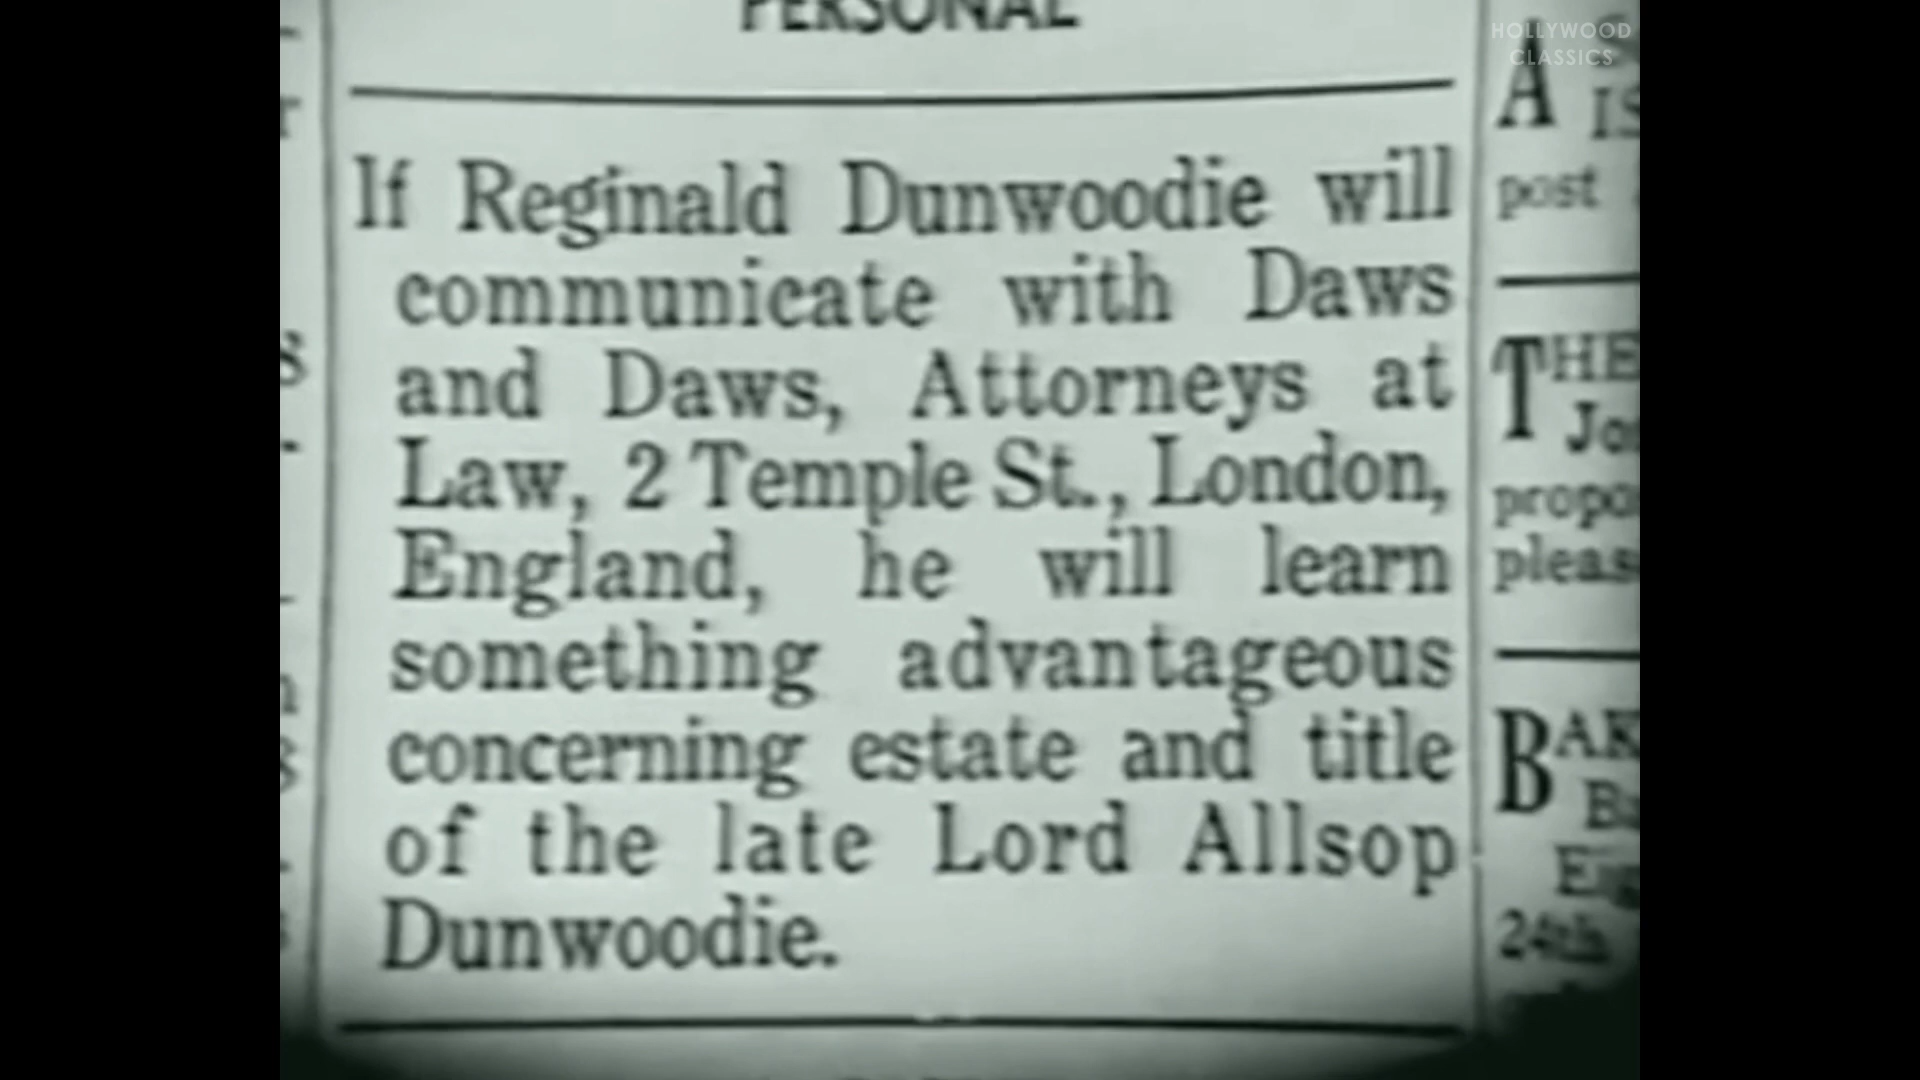 PERSONAL
HOLLYWOOD
CLASSICS
If Reginald Dunwoodie will
communicate with Daws
and Daws, Attorneys at
Law, 2 Temple St., London,
England, he will learn
something advantageous
concerning estate and title
of the late Lord Allsop
Dunwoodie.
A
IS
post
THE
propo
pleas
24th